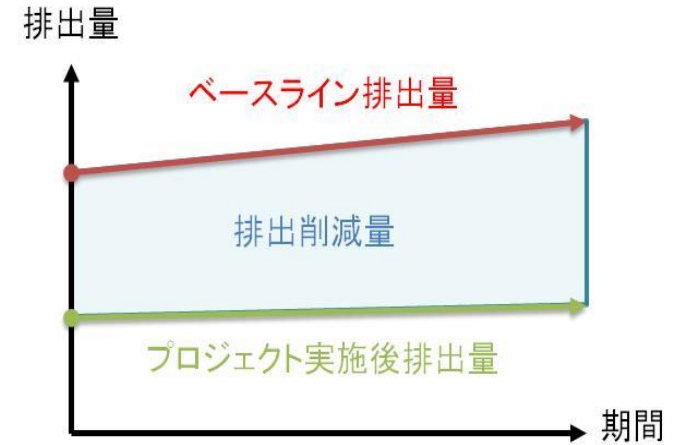 排出量
ベースライン排出量
排出削減量
プロジェクト実施後排出量
期間